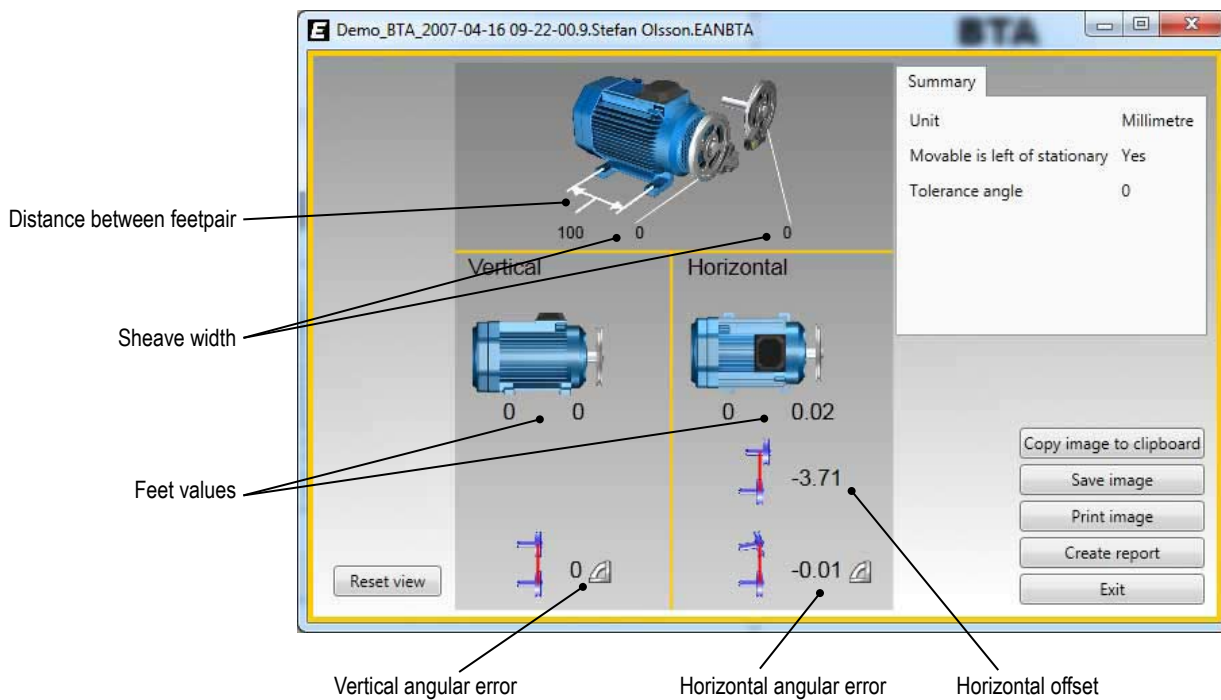 E Demo_BTA_2007-04-16 09-22-00.9.Stefan Olsson.EANBTA
BTA
Summary
Unit Millimetre
Movable is left of stationary Yes
Tolerance angle 0
Distance between feetpair
100 0 0
Vertical Horizontal
Sheave width
0 0 0 0.02
Feet values
-3.71
0 -0.01
Reset view
Copy image to clipboard
Save image
Print image
Create report
Exit
Vertical angular error Horizontal angular error Horizontal offset